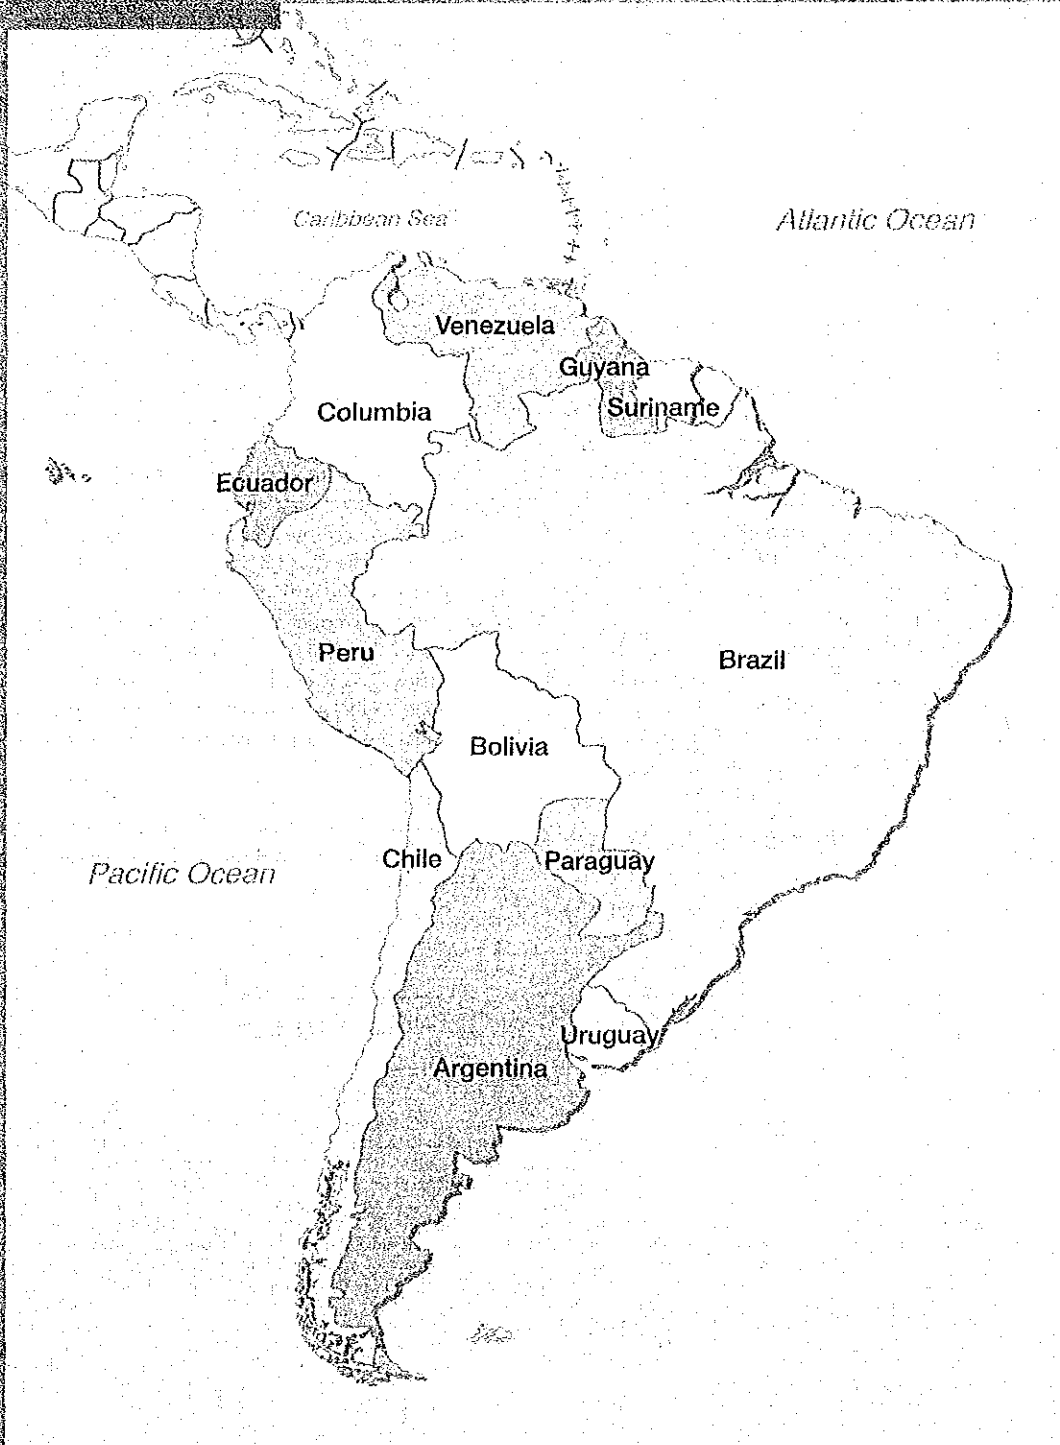 Caribbean Sea
Atlantic Ocean
Venezuela
Guyana
Suriname
Columbia
Ecuador
Peru
Brazil
Bolivia
Chile
Paraguay
Pacific Ocean
Uruguay
Argentina